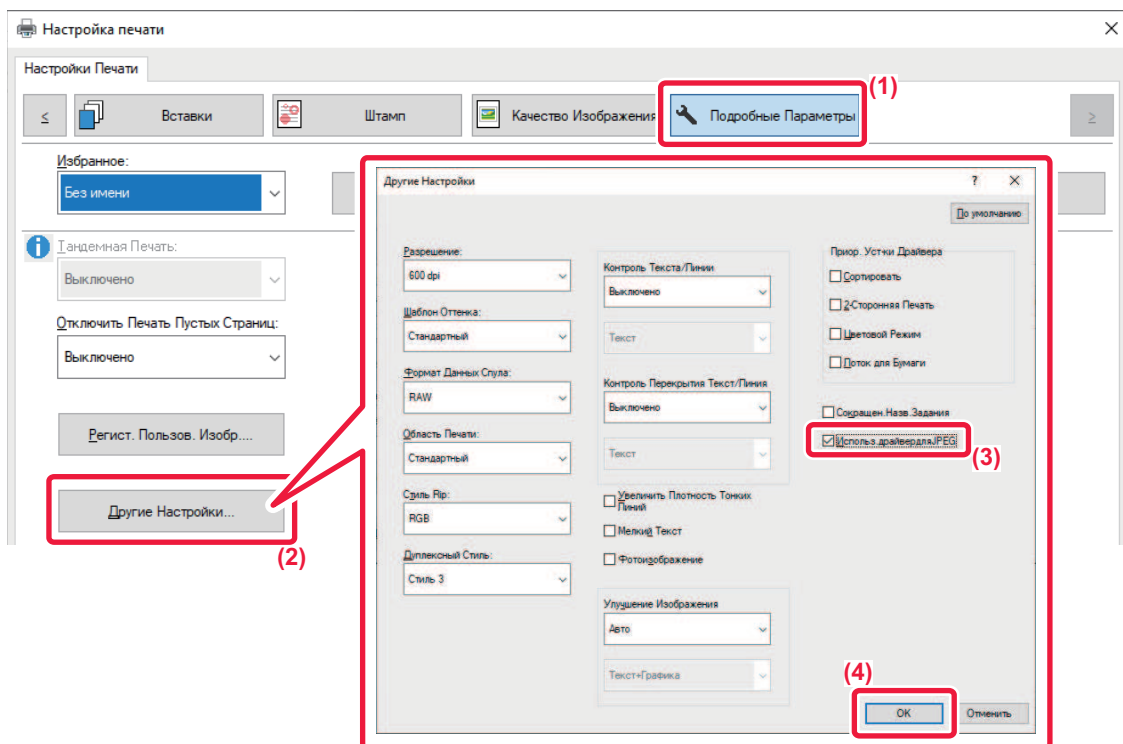 Настройка печати
Настройки Печати
(1)
<
Вставки
Штамп
Качество Изображения
Подробные Параметры
>
Избранное:
Без имени
Тандемная Печать:
Выключено
Отключить Печать Пустых Страниц:
Выключено
Регист. Пользов. Изобр....
Другие Настройки...
(2)
Другие Настройки
?
По умолчанию
Разрешение:
600 dpi
Шаблон Оттенка:
Стандартный
Формат Данных Спула:
RAW
Область Печати:
Стандартный
Стиль Rip:
RGB
Дуплексный Стиль:
Стиль 3
Контроль Текста/Линии
Выключено
Текст
Контроль Перекрытия Текст/Линия
Выключено
Текст
Увеличить Плотность Тонких
Линий
Мелкий Текст
Фотоизображение
Улучшение Изображения
Авто
Текст+Графика
Приор. Уст-ки Драйвера
Сортировать
2-Сторонняя Печать
Цветовой Режим
Лоток для Бумаги
Сокращен.Назв.Задания
Использ.драйвердляJPEG
(3)
(4)
OK
Отменить